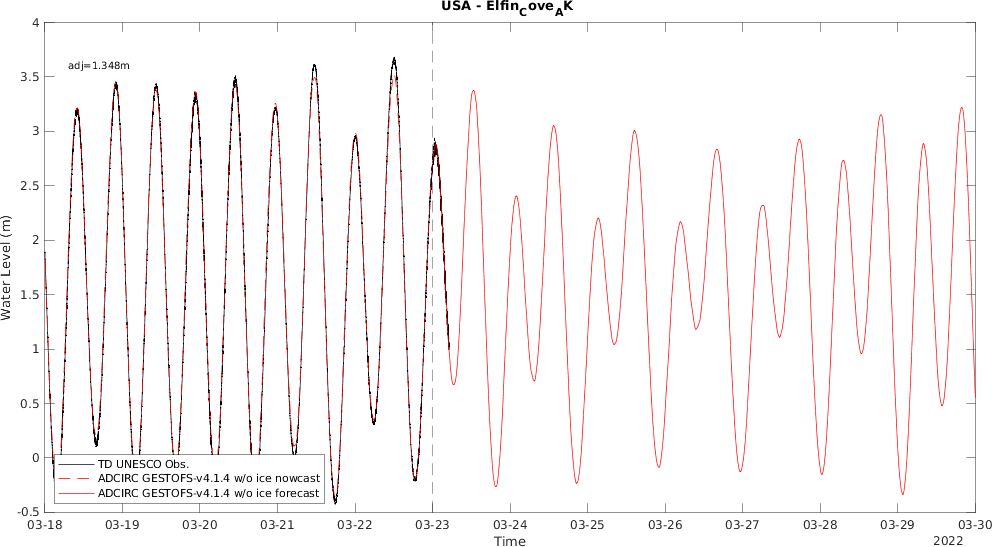 USA - ElfinCoveAK
4
adj=1.348m
3.5
3
2.5
2
1.5
1
0.5
0
-0.5
Water Level (m)
TD UNESCO Obs.
ADCIRC GESTOFS-v4.1.4 w/o ice nowcast
ADCIRC GESTOFS-v4.1.4 w/o ice forecast
03-18 03-19 03-20 03-21 03-22 03-23 03-24 03-25 03-26 03-27 03-28 03-29 03-30
Time
2022